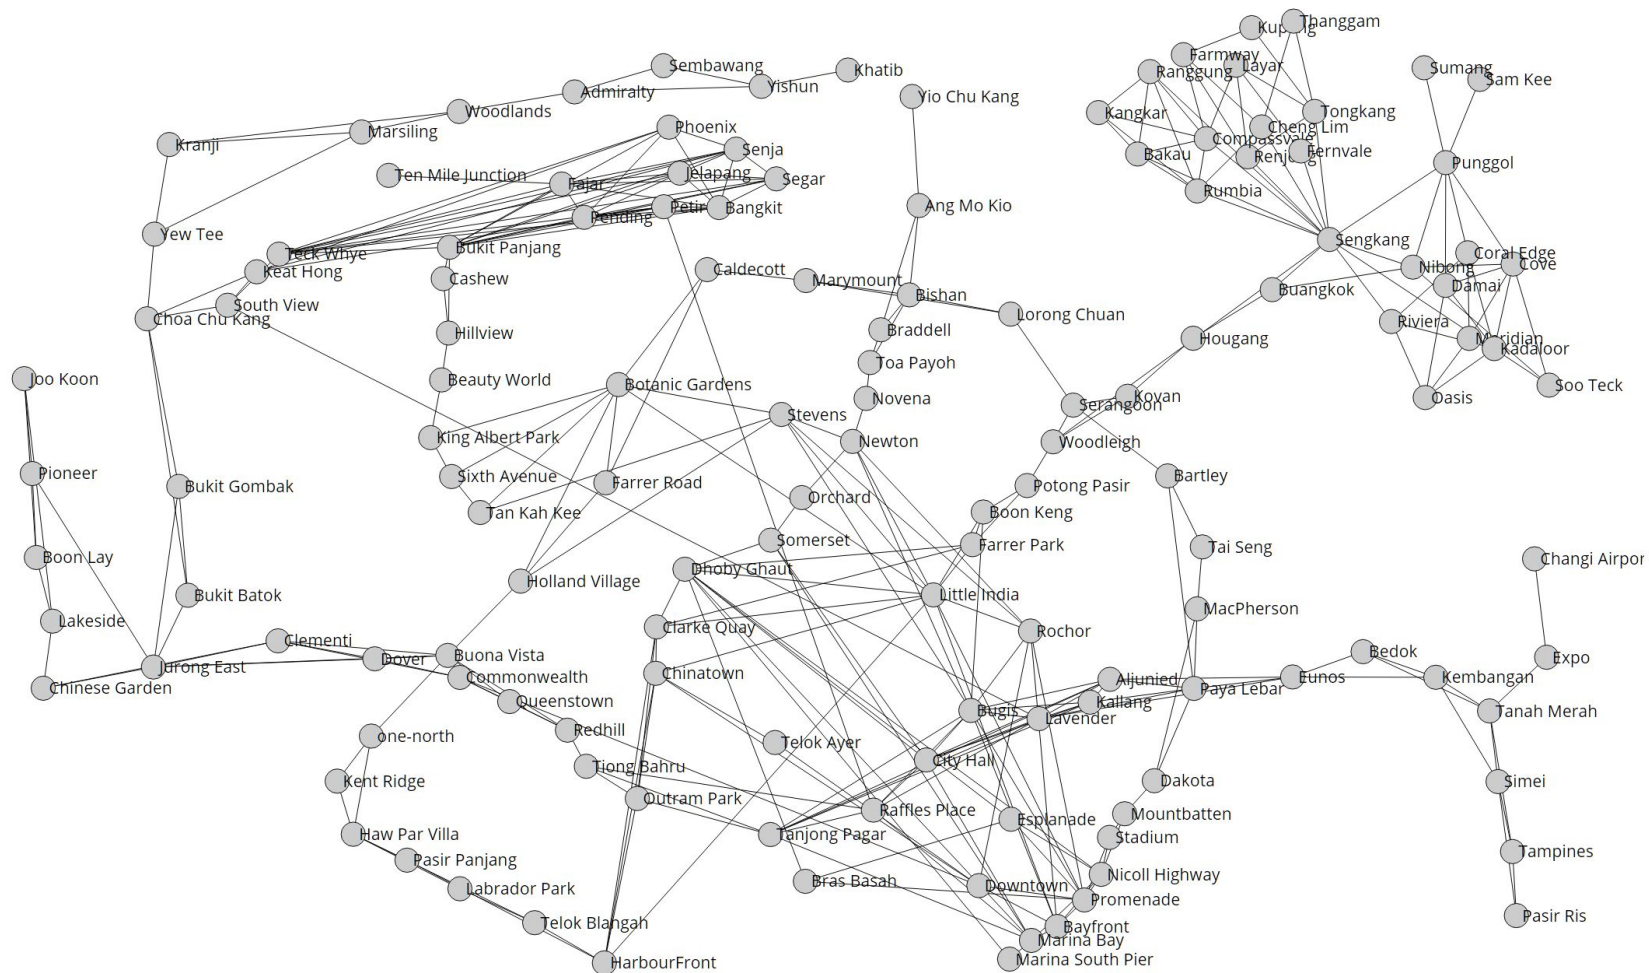 Thanggam
Kupang
Farmway
Layar
Ranggung
Sembawang
Khatib
Sumang
Sam Kee
Yishun
Admiralty
Yio Chu Kang
Woodlands
Kangkar
Tongkang
Phoenix
Cheng Lim
Marsiling
Compassvale
Kranji
Senja
Bakau
Renjong
Fernvale
Punggol
Ten Mile Junction
Jelapang
Segar
Fajar
Rumbia
Petir
Bangkit
Ang Mo Kio
Pending
Yew Tee
Sengkang
Teck Whye
Bukit Panjang
Coral Edge
Cove
Keat Hong
Caldecott
Nibong
Cashew
Marymount
Damai
Buangkok
Bishan
South View
Lorong Chuan
Choa Chu Kang
Riviera
Hillview
Braddell
Hougang
Meridian
Kadaloor
Toa Payoh
Joo Koon
Beauty World
Botanic Gardens
Soo Teck
Novena
Kovan
Serangoon
Oasis
Stevens
King Albert Park
Newton
Woodleigh
Pioneer
Sixth Avenue
Bartley
Bukit Gombak
Farrer Road
Potong Pasir
Orchard
Tan Kah Kee
Boon Keng
Somerset
Farrer Park
Tai Seng
Boon Lay
Changi Airpor
Dhoby Ghaut
Holland Village
Bukit Batok
Little India
MacPherson
Lakeside
Clarke Quay
Rochor
Clementi
Bedok
Buona Vista
Dover
Expo
Jurong East
Chinatown
Commonwealth
Aljunied
Eunos
Kembangan
Chinese Garden
Paya Lebar
Queenstown
Kallang
Bugis
Lavender
Tanah Merah
Redhill
one-north
Telok Ayer
City Hall
Tiong Bahru
Kent Ridge
Dakota
Simei
Outram Park
Raffles Place
Mountbatten
Esplanade
Haw Par Villa
Tanjong Pagar
Stadium
Tampines
Pasir Panjang
Nicoll Highway
Bras Basah
Downtown
Labrador Park
Promenade
Pasir Ris
Telok Blangah
Bayfront
Marina Bay
Marina South Pier
HarbourFront